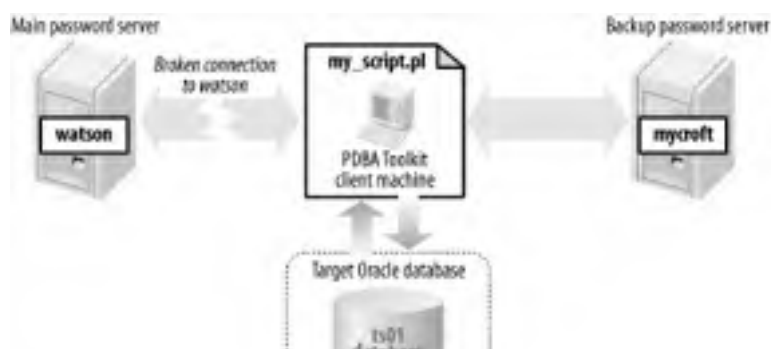 Main password server
Backup password server
Broken connection
to watson
my_script.pl
watson
mycroft
PDBA Toolkit
client machine
Target Oracle database
ts01
database